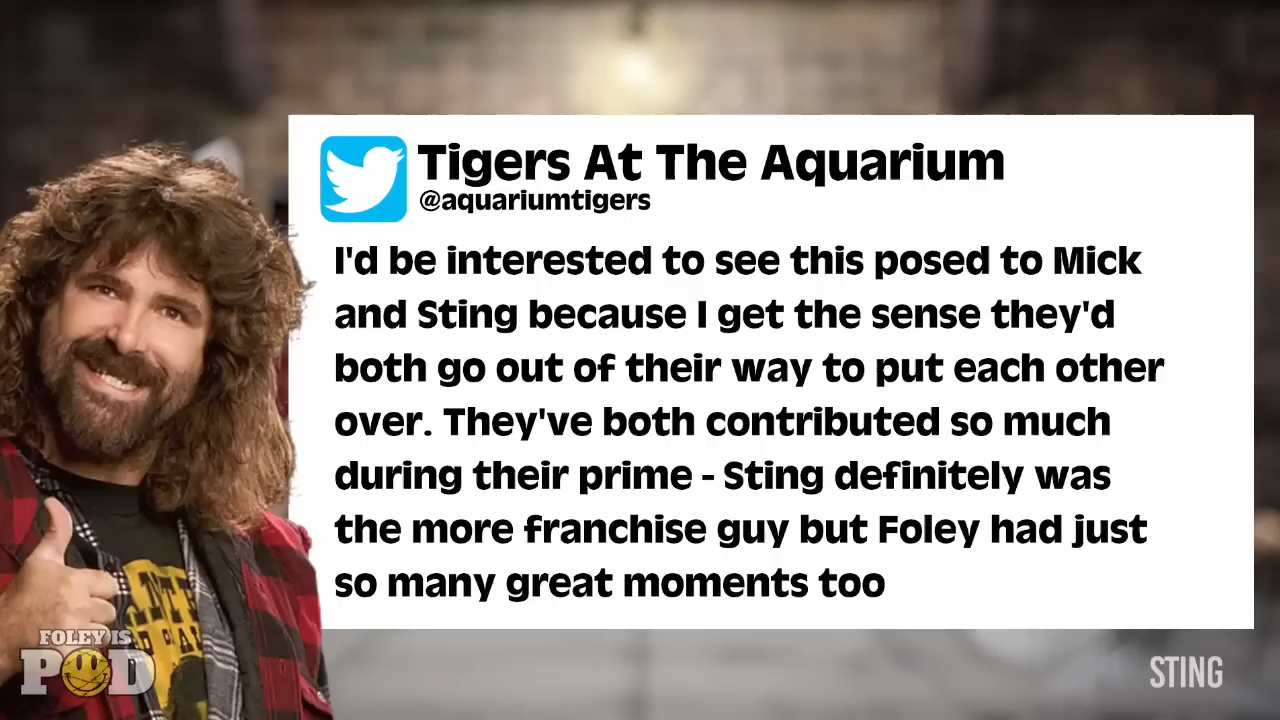 Tigers At The Aquarium
@aquariumtigers
I'd be interested to see this posed to Mick
and Sting because I get the sense they'd
both go out of their way to put each other
over. They've both contributed so much
during their prime - Sting definitely was
the more franchise guy but Foley had just
so many great moments too
FOLEY IS
POD
STING